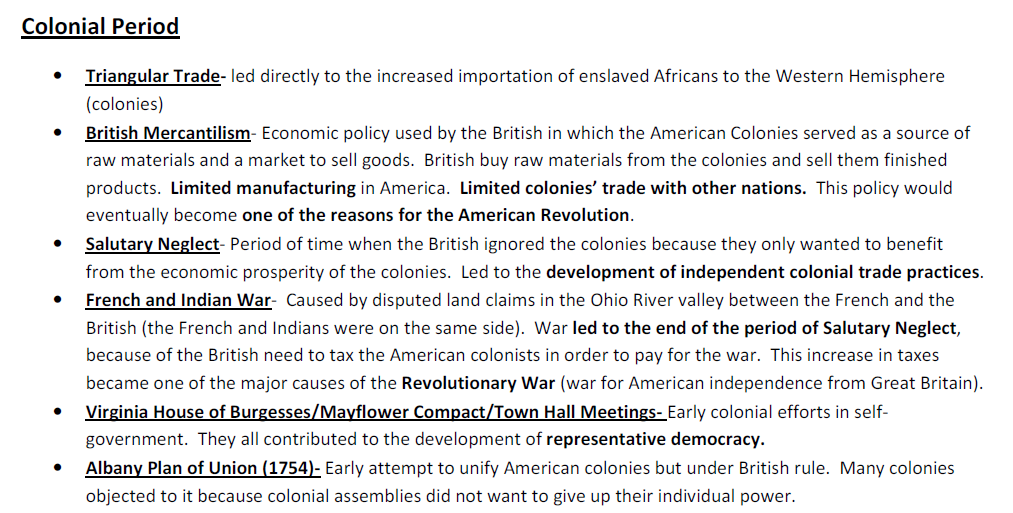 Colonial Period
• Triangular Trade- led directly to the increased importation of enslaved Africans to the Western Hemisphere
(colonies)
• British Mercantilism- Economic policy used by the British in which the American Colonies served as a source of
raw materials and a market to sell goods.  British buy raw materials from the colonies and sell them finished
products.  Limited manufacturing in America.  Limited colonies’ trade with other nations.  This policy would
eventually become one of the reasons for the American Revolution.
• Salutary Neglect- Period of time when the British ignored the colonies because they only wanted to benefit
from the economic prosperity of the colonies.  Led to the development of independent colonial trade practices.
• French and Indian War-  Caused by disputed land claims in the Ohio River valley between the French and the
British (the French and Indians were on the same side).  War led to the end of the period of Salutary Neglect,
because of the British need to tax the American colonists in order to pay for the war.  This increase in taxes
became one of the major causes of the Revolutionary War (war for American independence from Great Britain).
• Virginia House of Burgesses/Mayflower Compact/Town Hall Meetings- Early colonial efforts in self-
government.  They all contributed to the development of representative democracy.
• Albany Plan of Union (1754)- Early attempt to unify American colonies but under British rule.  Many colonies
objected to it because colonial assemblies did not want to give up their individual power.